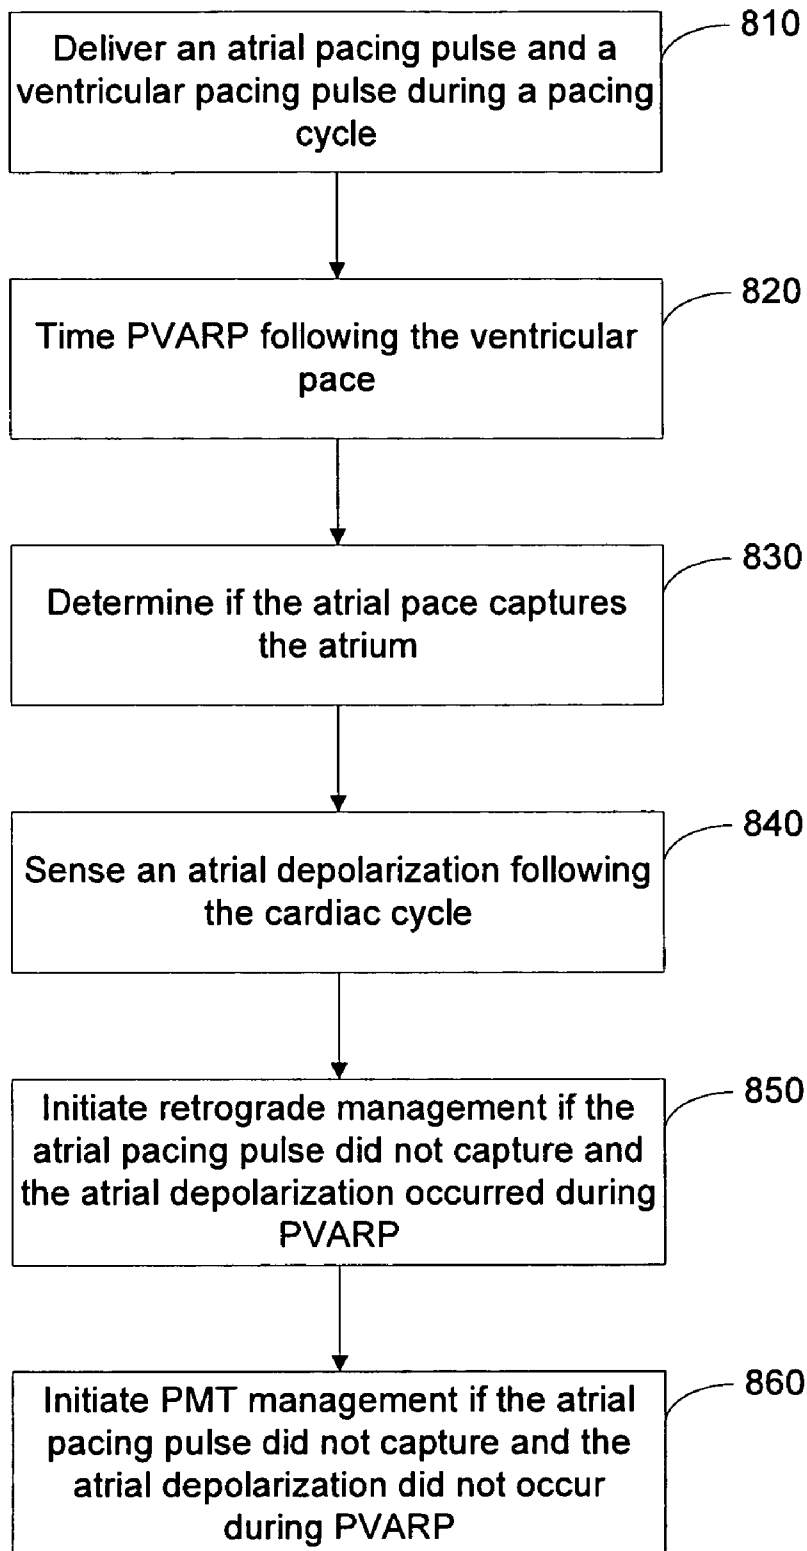 810
Deliver an atrial pacing pulse and a
ventricular pacing pulse during a pacing
cycle
820
Time PVARP following the ventricular
pace
830
Determine if the atrial pace captures
the atrium
840
Sense an atrial depolarization following
the cardiac cycle
850
Initiate retrograde management if the
atrial pacing pulse did not capture and
the atrial depolarization occurred during
PVARP
860
Initiate PMT management if the atrial
pacing pulse did not capture and the
atrial depolarization did not occur
during PVARP